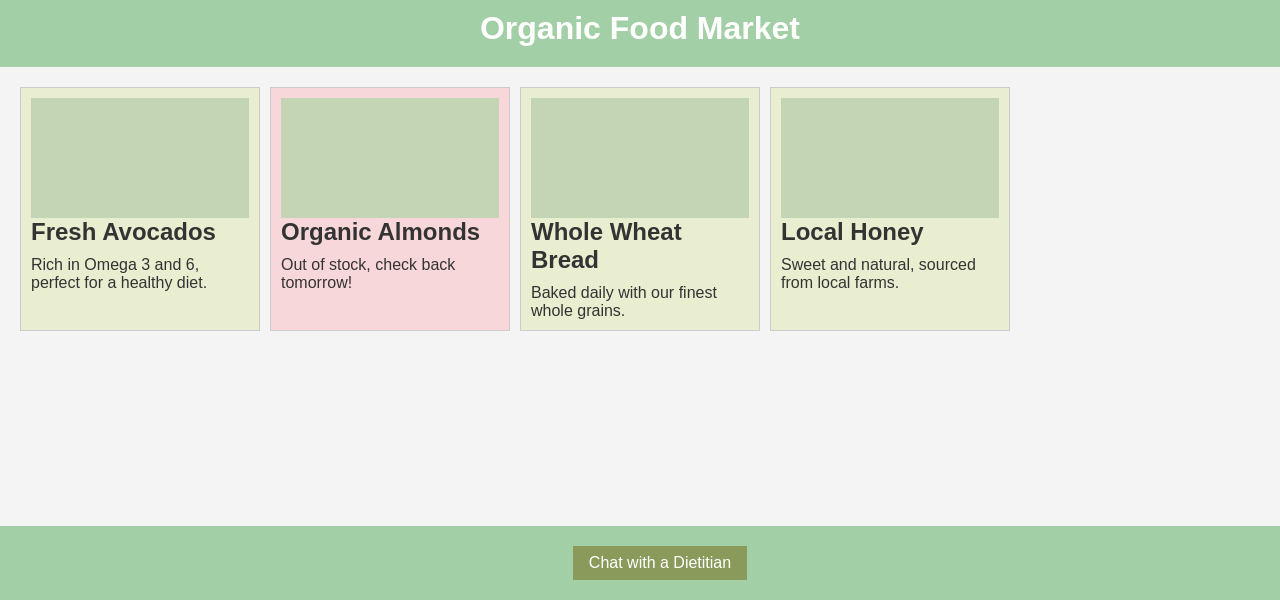 Organic Food Market
Fresh Avocados
Rich in Omega 3 and 6,
perfect for a healthy diet.
Organic Almonds
Out of stock, check back
tomorrow!
Whole Wheat
Bread
Baked daily with our finest
whole grains.
Local Honey
Sweet and natural, sourced
from local farms.
Chat with a Dietitian